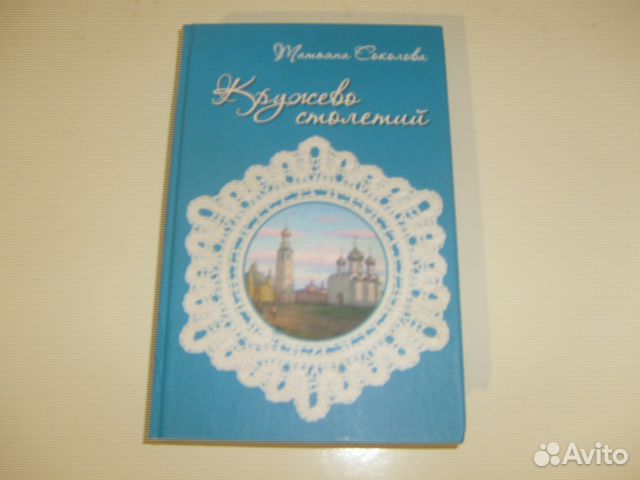 Татьяна Соколова
Кружево
столетий
Avito